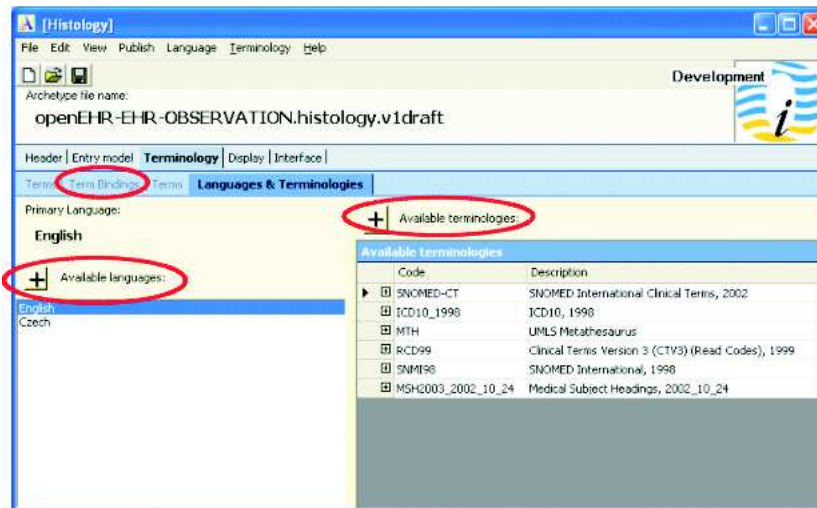 [Histology]
File Edit View Publish Language Terminology Help
Development
Archetype file name:
openEHR-EHR-OBSERVATION.histology.v1draft
Header Entry model Terminology Display Interface
Terms Term Bindings Terms Languages & Terminologies
Primary Language:
English
+ Available languages:
English
Czech
+ Available terminologies:
Available terminologies
Code Description
SNOMED-CT SNOMED International Clinical Terms, 2002
ICD10_1998 ICD10, 1998
MTH UMLS Metathesaurus
RCD99 Clinical Terms Version 3 (CTV3) (Read Codes), 1999
SNMI98 SNOMED International, 1998
MSH2003_2002_10_24 Medical Subject Headings, 2002_10_24